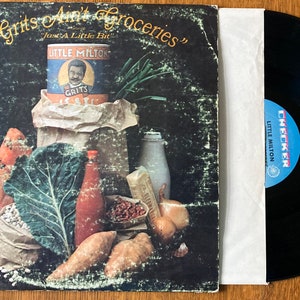 Grits Ain't Groceries"
"Just A Little Bit"
LITTLE MILTON
GRITS
CHECKER
LITTLE MILTON